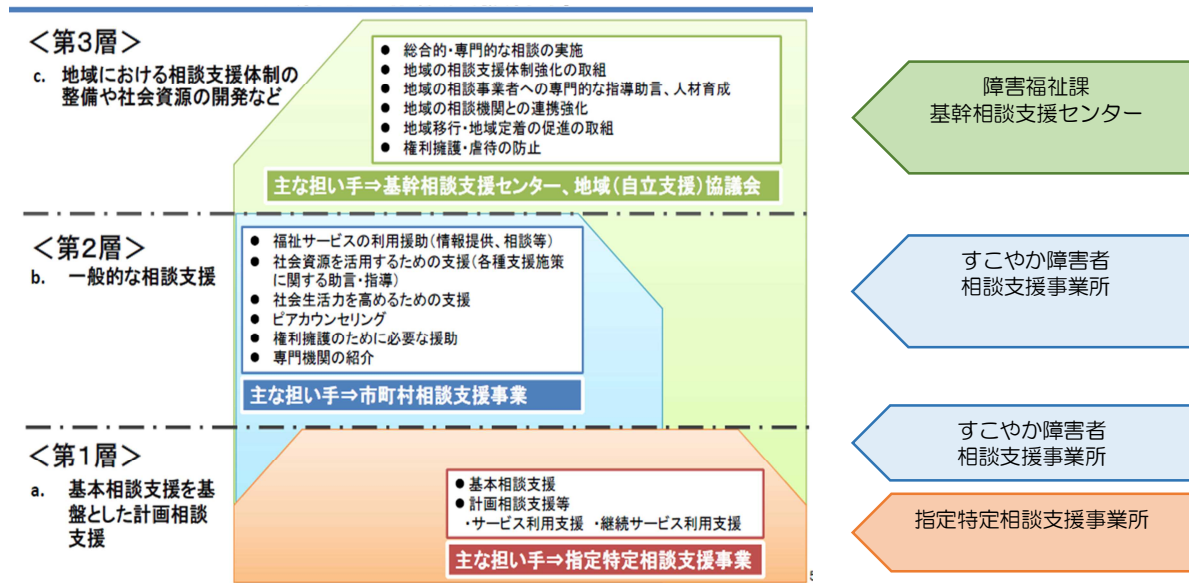 <第3層>
c. 地域における相談支援体制の
整備や社会資源の開発など
● 総合的・専門的な相談の実施
● 地域の相談支援体制強化の取組
● 地域の相談事業者への専門的な指導助言、人材育成
● 地域の相談機関との連携強化
● 地域移行・地域定着の促進の取組
● 権利擁護・虐待の防止
主な担い手⇒基幹相談支援センター、地域(自立支援)協議会
障害福祉課
基幹相談支援センター
<第2層>
b. 一般的な相談支援
● 福祉サービスの利用援助(情報提供、相談等)
● 社会資源を活用するための支援(各種支援施策
に関する助言・指導)
● 社会生活力を高めるための支援
● ピアカウンセリング
● 権利擁護のために必要な援助
● 専門機関の紹介
主な担い手⇒市町村相談支援事業
すこやか障害者
相談支援事業所
<第1層>
a. 基本相談支援を基
盤とした計画相談
支援
● 基本相談支援
● 計画相談支援等
・サービス利用支援 ・継続サービス利用支援
主な担い手⇒指定特定相談支援事業
すこやか障害者
相談支援事業所
指定特定相談支援事業所